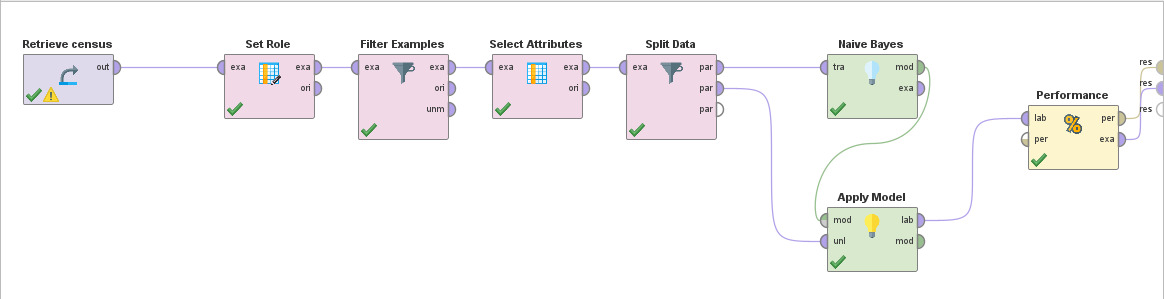 Retrieve census
out
Set Role
exa exa
ori
Filter Examples
exa exa
ori
unm
Select Attributes
exa exa
ori
Split Data
exa par
par
par
Naive Bayes
tra mod
exa
Apply Model
mod lab
unl mod
Performance
lab per
per exa
%
res
res
res